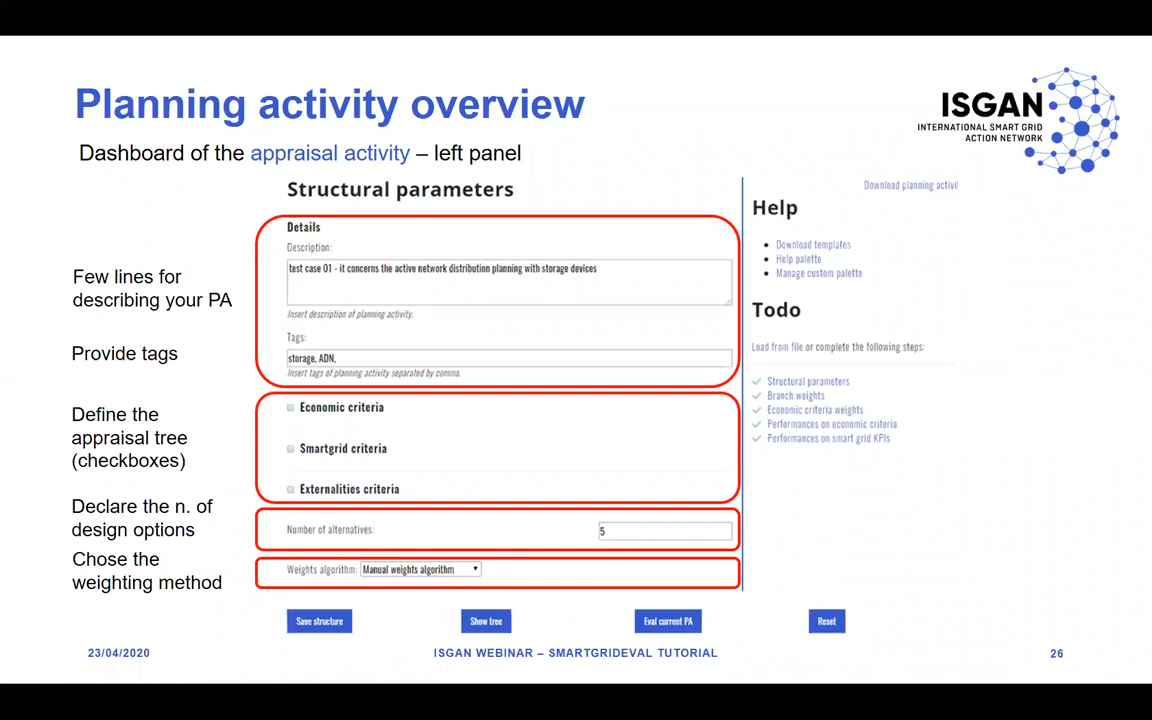 Planning activity overview
ISGAN
INTERNATIONAL SMART GRID
ACTION NETWORK
Dashboard of the appraisal activity – left panel
Structural parameters
Details
Description:
test case 01 - it concerns the active network distribution planning with storage devices
Insert description of planning activity.
Tags:
storage, ADN,
Insert tags of planning activity separated by comma.
Economic criteria
Smartgrid criteria
Externalities criteria
Number of alternatives:
5
Weights algorithm: Manual weights algorithm
Few lines for
describing your PA
Provide tags
Define the
appraisal tree
(checkboxes)
Declare the n. of
design options
Chose the
weighting method
Download planning activit
Help
Download templates
Help palette
Manage custom palette
Todo
Load from file or complete the following steps:
Structural parameters
Branch weights
Economic criteria weights
Performances on economic criteria
Performances on smart grid KPIs
Save structure
Show tree
Eval current PA
Reset
23/04/2020
ISGAN WEBINAR – SMARTGRIDEVAL TUTORIAL
26